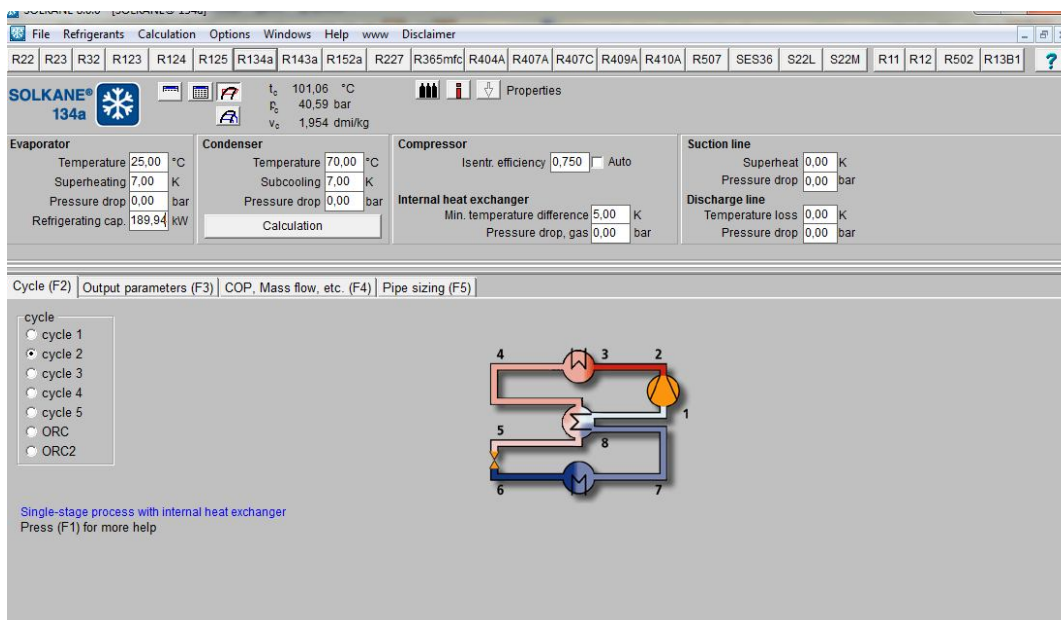 File Refrigerants Calculation Options Windows Help www Disclaimer
R22 R23 R32 R123 R124 R125 R134a R143a R152a R227 R365mfc R404A R407A R407C R409A R410A R507 SES36 S22L S22M R11 R12 R502 R13B1 ?
SOLKANE®
134a
tc 101,06 °C
pc 40,59 bar
vc 1,954 dmi/kg
Properties
Evaporator
Temperature 25,00 °C
Superheating 7,00 K
Pressure drop 0,00 bar
Refrigerating cap. 189,94 kW
Condenser
Temperature 70,00 °C
Subcooling 7,00 K
Pressure drop 0,00 bar
Calculation
Compressor
Isentr. efficiency 0,750 Auto
Internal heat exchanger
Min. temperature difference 5,00 K
Pressure drop, gas 0,00 bar
Suction line
Superheat 0,00 K
Pressure drop 0,00 bar
Discharge line
Temperature loss 0,00 K
Pressure drop 0,00 bar
Cycle (F2) Output parameters (F3) COP, Mass flow, etc. (F4) Pipe sizing (F5)
cycle
cycle 1
cycle 2
cycle 3
cycle 4
cycle 5
ORC
ORC2
4 3 2
1
5 8
6 7
Single-stage process with internal heat exchanger
Press (F1) for more help